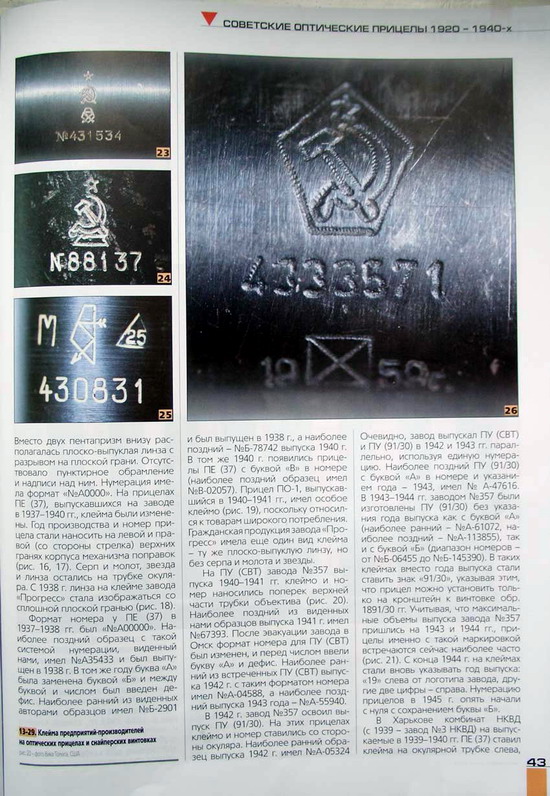 СОВЕТСКИЕ ОПТИЧЕСКИЕ ПРИЦЕЛЫ 1920 – 1940-х
№431534
23
№88137
24
М
25
430831
25
4333571
19 59г.
26
Вместо двух пентапризм внизу рас-
полагалась плоско-выпуклая линза с
разрывом на плоской грани. Отсутс-
твовало пунктирное обрамление
и надписи над ним. Нумерация име-
ла формат «№А0000». На прицелах
ПЕ (37), выпускавшихся на заводе
в 1937–1940 гг., клейма были измене-
ны. Год производства и номер при-
цела стали наносить на левой и пра-
вой (со стороны стрелка) верхних
гранях корпуса механизма поправок
(рис. 16, 17). Серп и молот, звезда
и линза остались на трубке окуля-
ра. С 1938 г. линза на клейме завода
«Прогресс» стала изображаться со
сплошной плоской гранью (рис. 18).
Формат номера у ПЕ (37) в
1937–1938 гг. был «№А00000». На-
иболее поздний образец с такой
системой нумерации, виденный
нами, имел №А35433 и был выпу-
щен в 1938 г. В том же году буква «А»
была заменена буквой «Б» и между
буквой и числом был введен де-
фис. Наиболее ранний из виденных
авторами образцов имел №Б-2901
13-29. Клейма предприятий-производителей
на оптических прицелах и снайперских винтовках
и был выпущен в 1938 г., а наиболее
поздний – №Б-78742 выпуска 1940 г.
В том же 1940 г. появились прице-
лы ПЕ (37) с буквой «В» в номере
(наиболее поздний образец имел
№В-02057). Прицел ПО-1, выпускав-
шийся в 1940–1941 гг., имел особое
клеймо (рис. 19), поскольку относил-
ся к товарам широкого потребления.
Гражданская продукция завода «Про-
гресс» имела еще один вид клейма
– ту же плоско-выпуклую линзу, но
без серпа и молота и звезды.
На ПУ (СВТ) завода №357 вы-
пуска 1940–1941 гг. клеймо и но-
мер наносились поперек верхней
части трубки объектива (рис. 20).
Наиболее поздний из виденных
нами образцов выпуска 1941 г. имел
№67393. После эвакуации завода в
Омск формат номера для ПУ (СВТ)
был изменен, и перед числом ввели
букву «А» и дефис. Наиболее ран-
ний из встреченных ПУ (СВТ) выпус-
ка 1942 г. с таким форматом номера
имел №А-04588, а наиболее позд-
ний выпуска 1943 года –А-55940.
В 1942 г. завод №357 освоил вы-
пуск ПУ (91/30). На этих прицелах
клеймо и номер ставились со сторо-
ны окуляра. Наиболее ранний обра-
зец выпуска 1942 г. имел №А-05324
Очевидно, завод выпускал ПУ (СВТ)
и ПУ (91/30) в 1942 и 1943 гг. парал-
лельно, используя единую нумера-
цию. Наиболее поздний ПУ (91/30)
с буквой «А» в номере и указани-
ем года – 1943, имел № А-47616.
В 1943–1944 гг. заводом №357 были
изготовлены ПУ (91/30) без указа-
ния года выпуска как с буквой «А»
(наиболее ранний – №А-61072, на-
иболее поздний – №А-113855), так
и с буквой «Б» (диапазон номеров –
от №Б-06455 до №Б-145390). В таких
клеймах вместо года выпуска стали
ставить знак «91/30», указывая этим,
что прицел можно установить толь-
ко на кронштейн к винтовке обр.
1891/30 гг. Учитывая, что максималь-
ные объемы выпуска завода №357
пришлись на 1943 и 1944 гг., при-
целы именно с такой маркировкой
встречаются сейчас наиболее часто
(рис. 21). С конца 1944 г. на клеймах
стали вновь указывать год выпуска:
«19» слева от логотипа завода, дру-
гие две цифры – справа. Нумерацию
прицелов в 1945 г. опять начали
с нуля с сохранением буквы «Б».
В Харькове комбинат НКВД
(с 1939 – завод №3 НКВД) на выпус-
каемых в 1939–1940 гг. ПЕ (37) ставил
клейма на окулярной трубке слева,
43